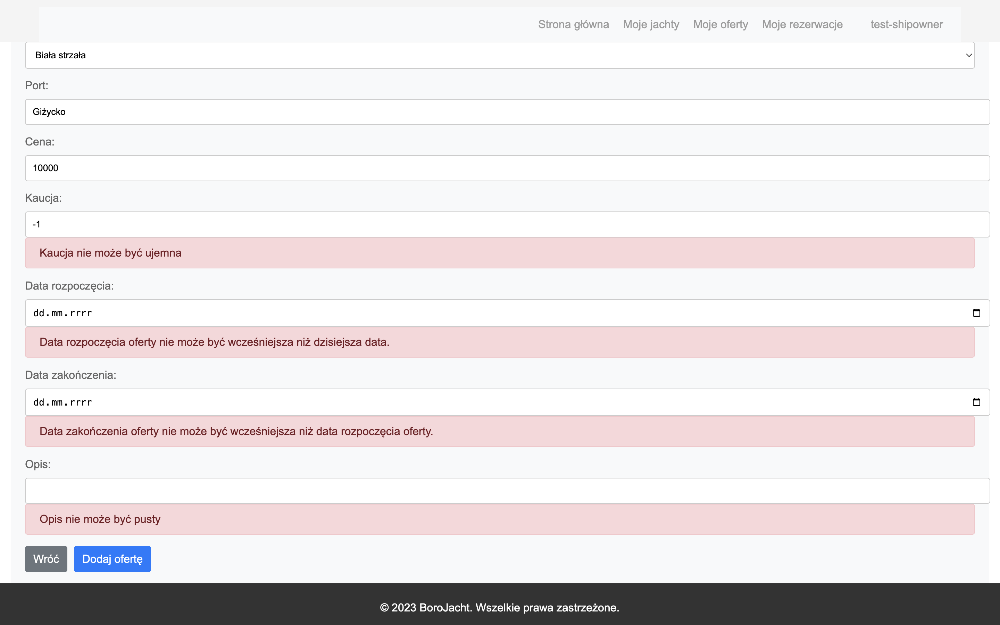 Strona główna Moje jachty Moje oferty Moje rezerwacje test-shipowner
Biała strzała
Port:
Giżycko
Cena:
10000
Kaucja:
-1
Kaucja nie może być ujemna
Data rozpoczęcia:
dd.mm.rrrr
Data rozpoczęcia oferty nie może być wcześniejsza niż dzisiejsza data.
Data zakończenia:
dd.mm.rrrr
Data zakończenia oferty nie może być wcześniejsza niż data rozpoczęcia oferty.
Opis:
Opis nie może być pusty
Wróć Dodaj ofertę
© 2023 BoroJacht. Wszelkie prawa zastrzeżone.